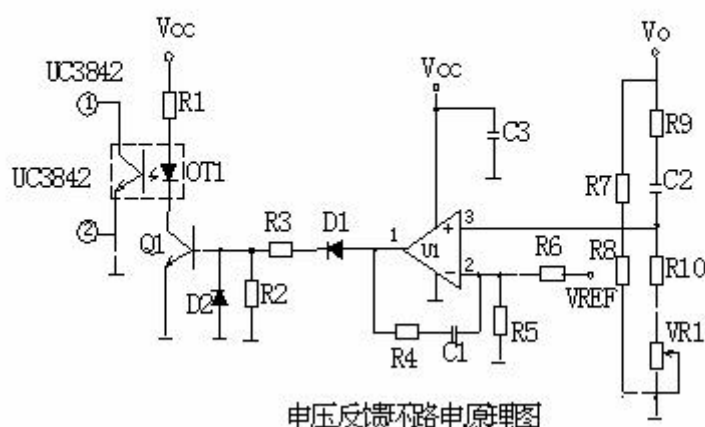 Vcc
Vo
UC3842
①
R1
Vcc
C3
R9
C2
R7
UC3842
OT1
②
Q1
R3
D1
1
U1
+
3
-
2
R6
VREF
R8
R10
D2
R2
R4
C1
R5
VR1
电压反馈环路电原理图